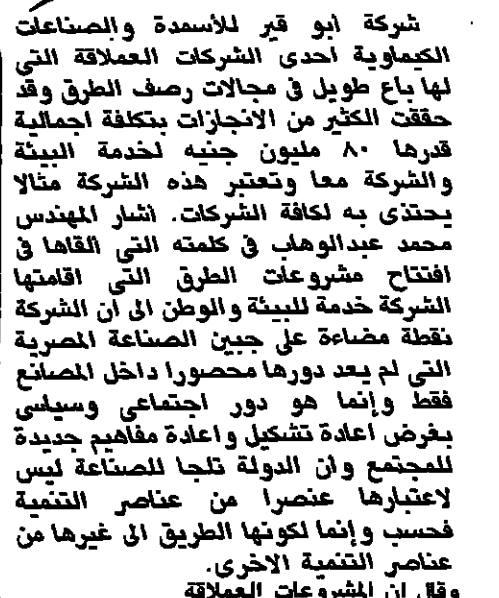 شركة ابو قير للأسمدة والصناعات
الكيماوية احدى الشركات العملاقة التى
لها باع طويل فى مجالات رصف الطرق وقد
حققت الكثير من الانجازات بتكلفة اجمالية
قدرها ٨٠ مليون جنيه لخدمة البيئة
والشركة معا وتعتبر هذه الشركة مثالا
يحتذى به لكافة الشركات. اشار المهندس
محمد عبدالوهاب فى كلمته التى القاها فى
افتتاح مشروعات الطرق التى اقامتها
الشركة خدمة للبيئة والوطن الى ان الشركة
نقطة مضاءة على جبين الصناعة المصرية
التى لم يعد دورها محصورا داخل المصانع
فقط وإنما هو دور اجتماعى وسياسى
بغرض اعادة تشكيل واعادة مفاهيم جديدة
للمجتمع وان الدولة تلجا للصناعة ليس
لاعتبارها عنصرا من عناصر التنمية
فحسب وإنما لكونها الطريق الى غيرها من
عناصر التنمية الاخرى.
وقال ان المشروعات العملاقة